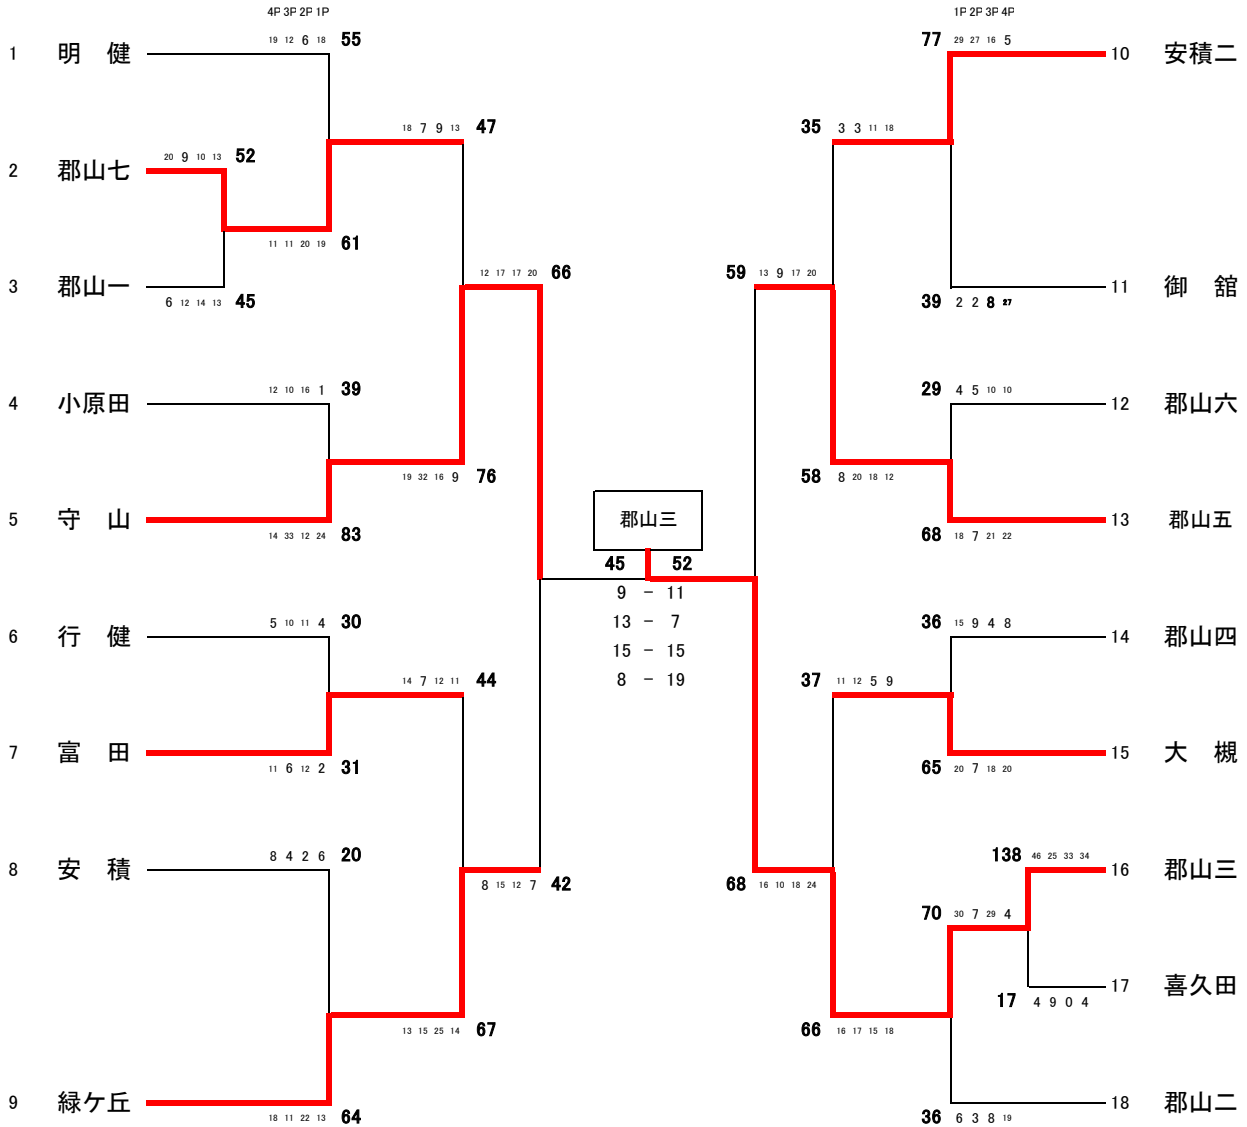 4P 3P 2P 1P
1P 2P 3P 4P
19 12 6 18 55
77 29 27 16 5
1 明 健
10 安積二
18 7 9 13 47
35 3 3 11 18
20 9 10 13 52
2 郡山七
11 11 20 19 61
59 13 9 17 20
12 17 17 20 66
3 郡山一
11 御 舘
6 12 14 13 45
39 2 2 8 27
12 10 16 1 39
29 4 5 10 10
4 小原田
12 郡山六
19 32 16 9 76
58 8 20 18 12
5 守 山
郡山三
13 郡山五
14 33 12 24 83
68 18 7 21 22
45 52
9 - 11
13 - 7
15 - 15
8 - 19
5 10 11 4 30
36 15 9 4 8
6 行 健
14 郡山四
14 7 12 11 44
37 11 12 5 9
7 富 田
15 大 槻
11 6 12 2 31
65 20 7 18 20
8 4 2 6 20
138 46 25 33 34
8 安 積
16 郡山三
8 15 12 7 42
68 16 10 18 24
70 30 7 29 4
17 喜久田
17 4 9 0 4
13 15 25 14 67
66 16 17 15 18
9 緑ケ丘
18 郡山二
18 11 22 13 64
36 6 3 8 19